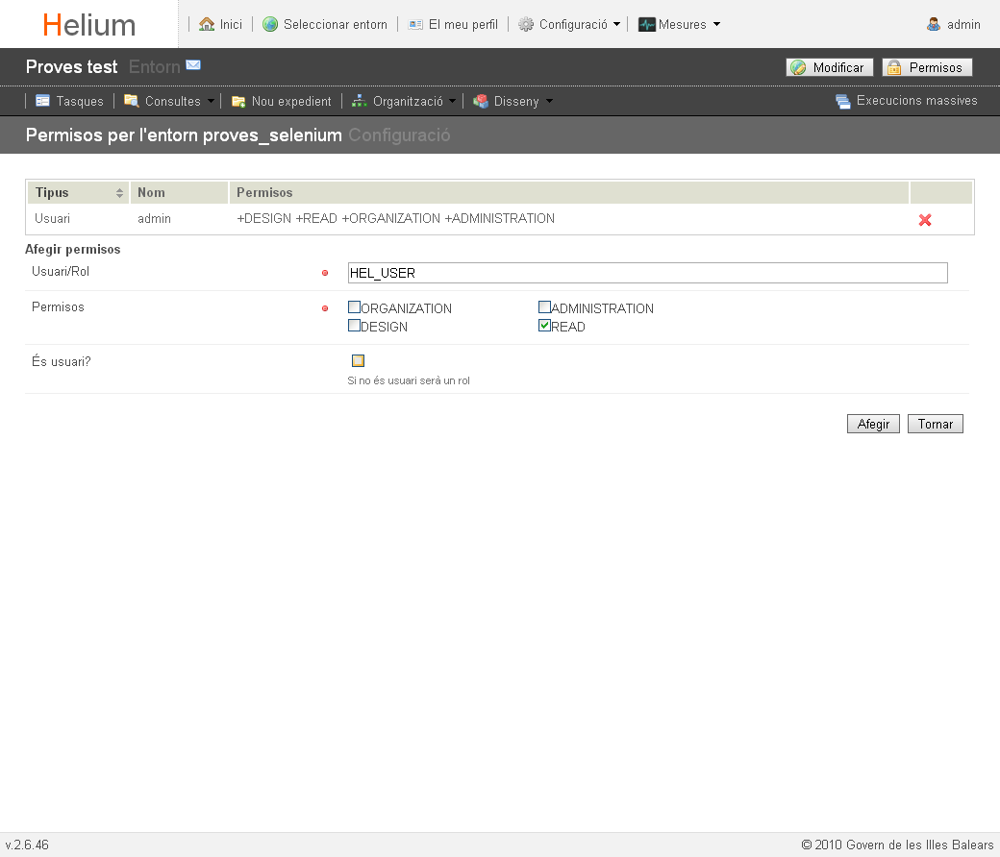 Helium
Inici Seleccionar entorn El meu perfil Configuració Mesures admin
Proves test Entorn Modificar Permisos
Tasques Consultes Nou expedient Organització Disseny Execucions massives
Permisos per l'entorn proves_selenium Configuració
Tipus Nom Permisos
Usuari admin +DESIGN +READ +ORGANIZATION +ADMINISTRATION
Afegir permisos
Usuari/Rol HEL_USER
Permisos ORGANIZATION ADMINISTRATION
DESIGN READ
És usuari?
Si no és usuari serà un rol
Afegir Tornar
v.2.6.46 © 2010 Govern de les Illes Balears